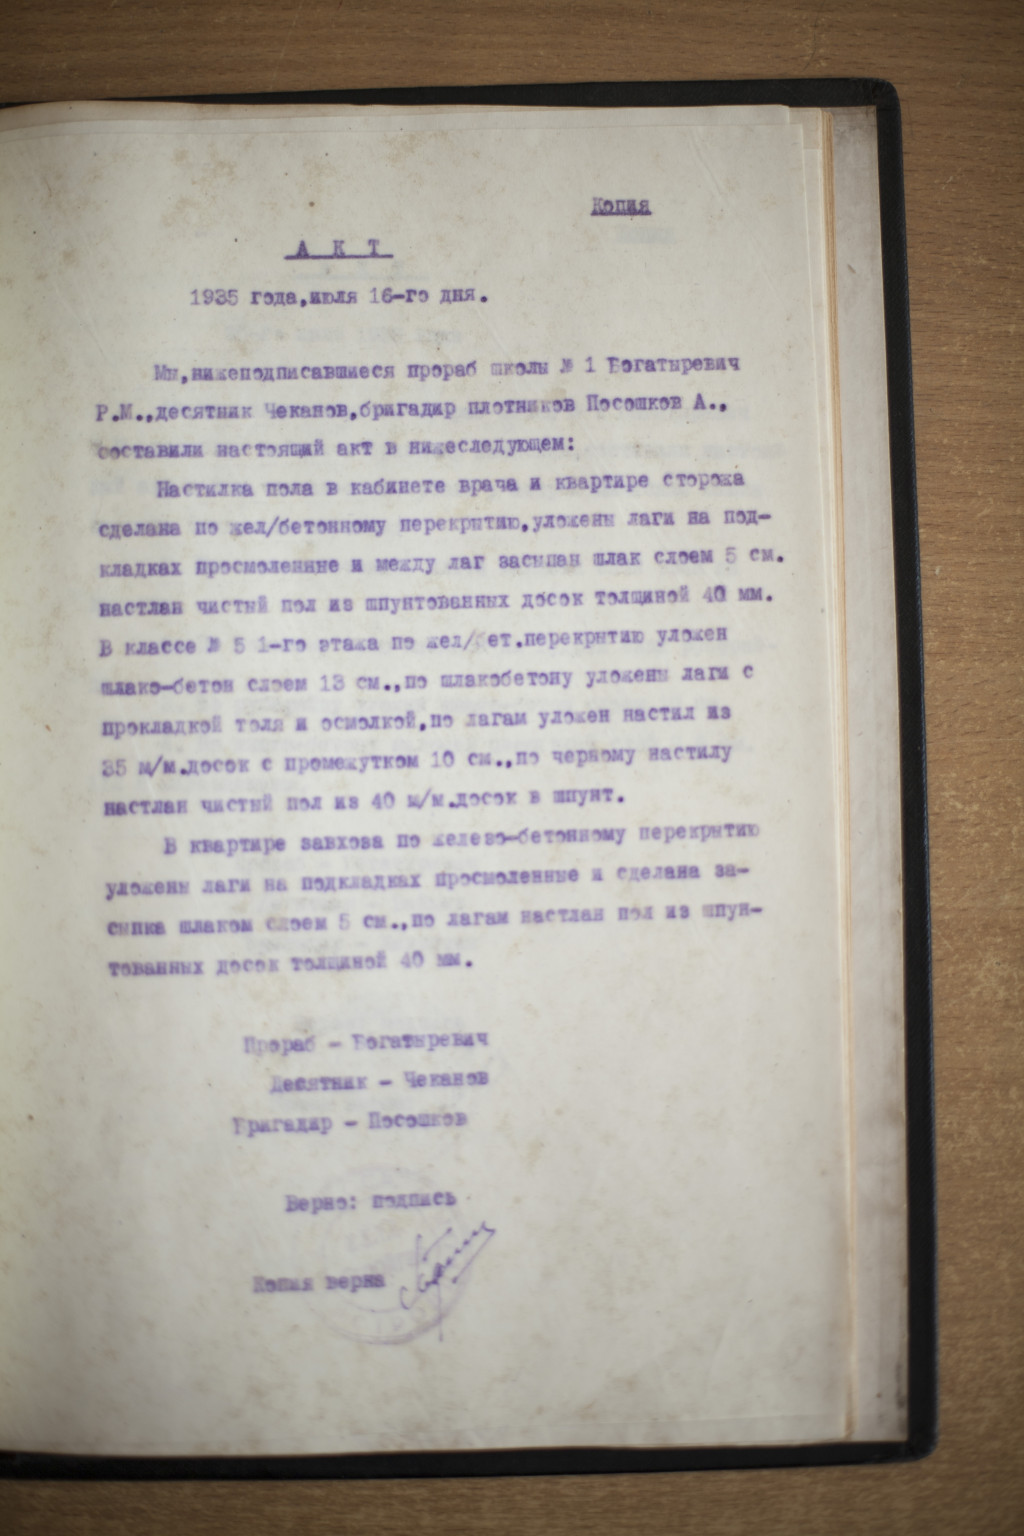 Копия
А К Т
1935 года,июля 16-го дня.
Мы,нижеподписавшиеся прораб школы № 1 Богатыревич
Р.М.,десятник Чеканов,бригадир плотников Посошков А.,
составили настоящий акт в нижеследующем:
Настилка пола в кабинете врача и квартире сторожа
сделана по жел/бетонному перекрытию,уложены лаги на под-
кладках просмоленные и между лаг засыпан шлак слоем 5 см.
настлан чистый пол из шпунтованных досок толщиной 40 мм.
В классе № 5 1-го этажа по жел/бет.перекрытию уложен
шлако-бетон слоем 13 см.,по шлакобетону уложены лаги с
прокладкой толя и осмолкой,по лагам уложен настил из
35 м/м.досок с промежутком 10 см.,по черному настилу
настлан чистый пол из 40 м/м.досок в шпунт.
В квартире завхоза по железо-бетонному перекрытию
уложены лаги на подкладках просмоленные и сделана за-
сыпка шлаком слоем 5 см.,по лагам настлан пол из шпун-
тованных досок толщиной 40 мм.
Прораб - Богатыревич
Десятник - Чеканов
Бригадир - Посошков
Верно: подпись
Копия верна